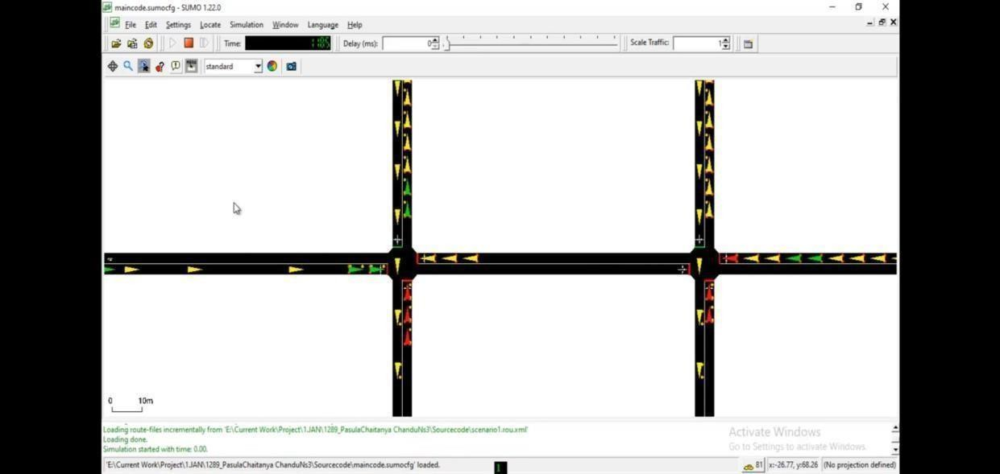 maincode.sumocfg - SUMO 1.22.0
File Edit Settings Locate Simulation Window Language Help
Time: 1185 Delay (ms): 0 Scale Traffic: 1
standard
0 10m
Loading route-files incrementally from 'E:\Current Work\Project\1.JAN\1289_PasulaChaitanya ChanduNs3\Sourcecode\scenario1.rou.xml'
Loading done.
Simulation started with time: 0.00.
Activate Windows
Go to Settings to activate Windows.
'E:\Current Work\Project\1.JAN\1289_PasulaChaitanya ChanduNs3\Sourcecode\maincode.sumocfg' loaded. 1 81 x:-26.77, y:68.26 (No projection defined)